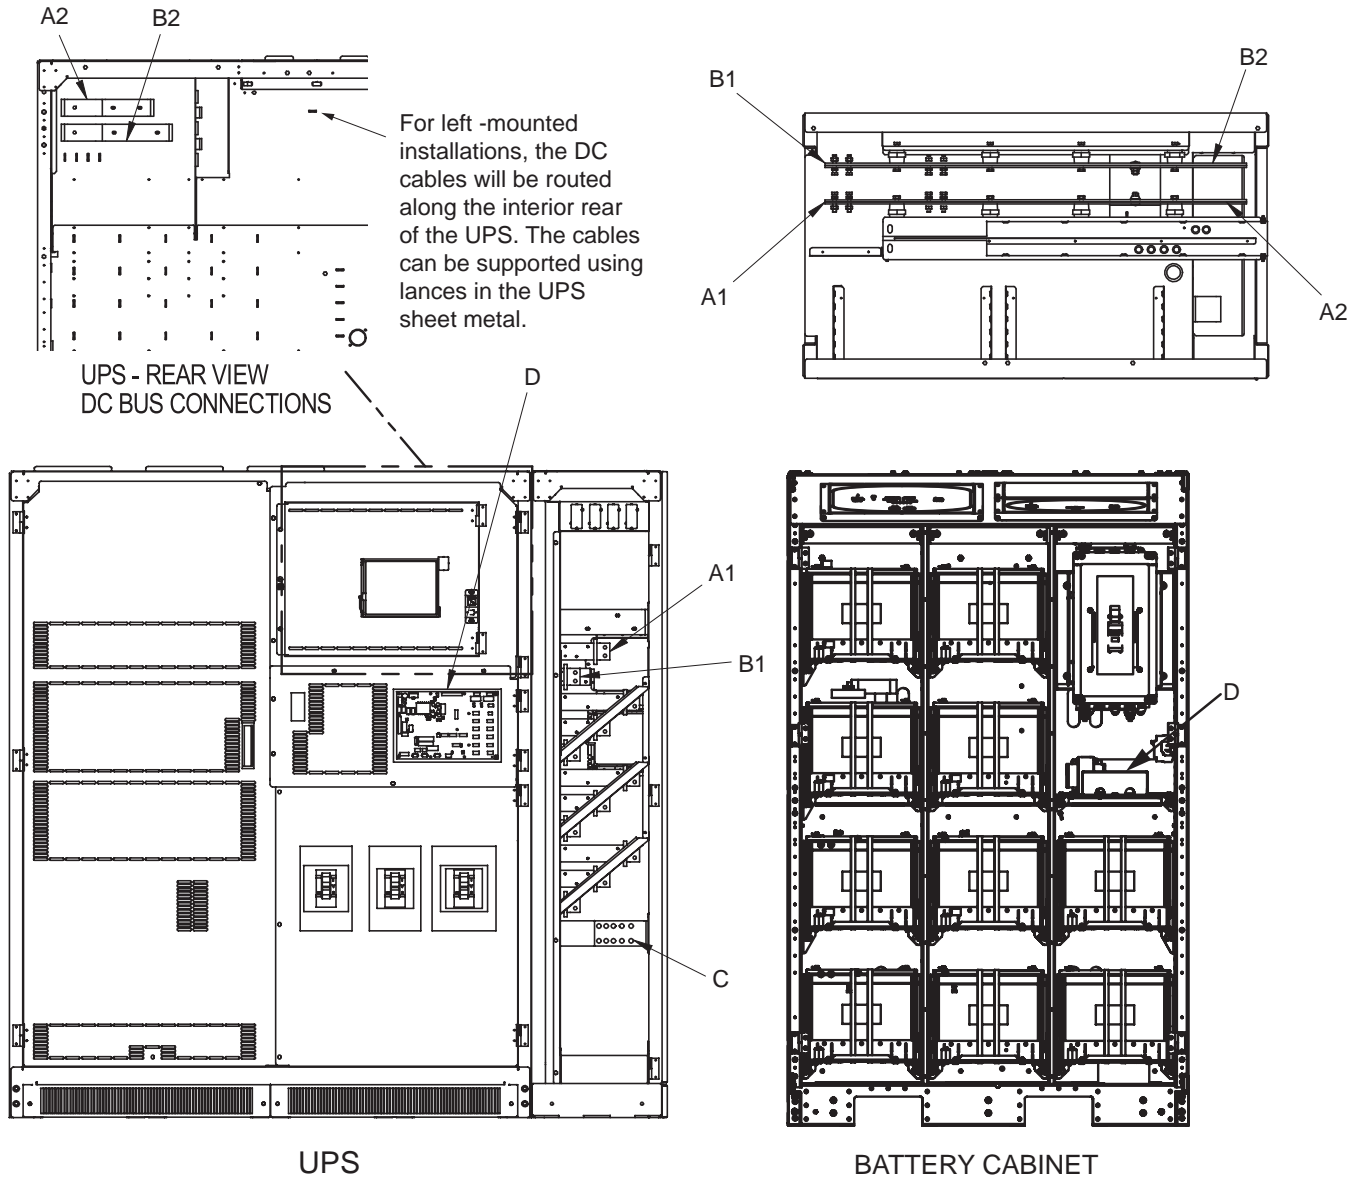 A2
B2
For left -mounted
installations, the DC
cables will be routed
along the interior rear
of the UPS. The cables
can be supported using
lances in the UPS
sheet metal.
UPS - REAR VIEW
DC BUS CONNECTIONS
B1
B2
A1
A2
D
A1
B1
C
D
UPS
BATTERY CABINET